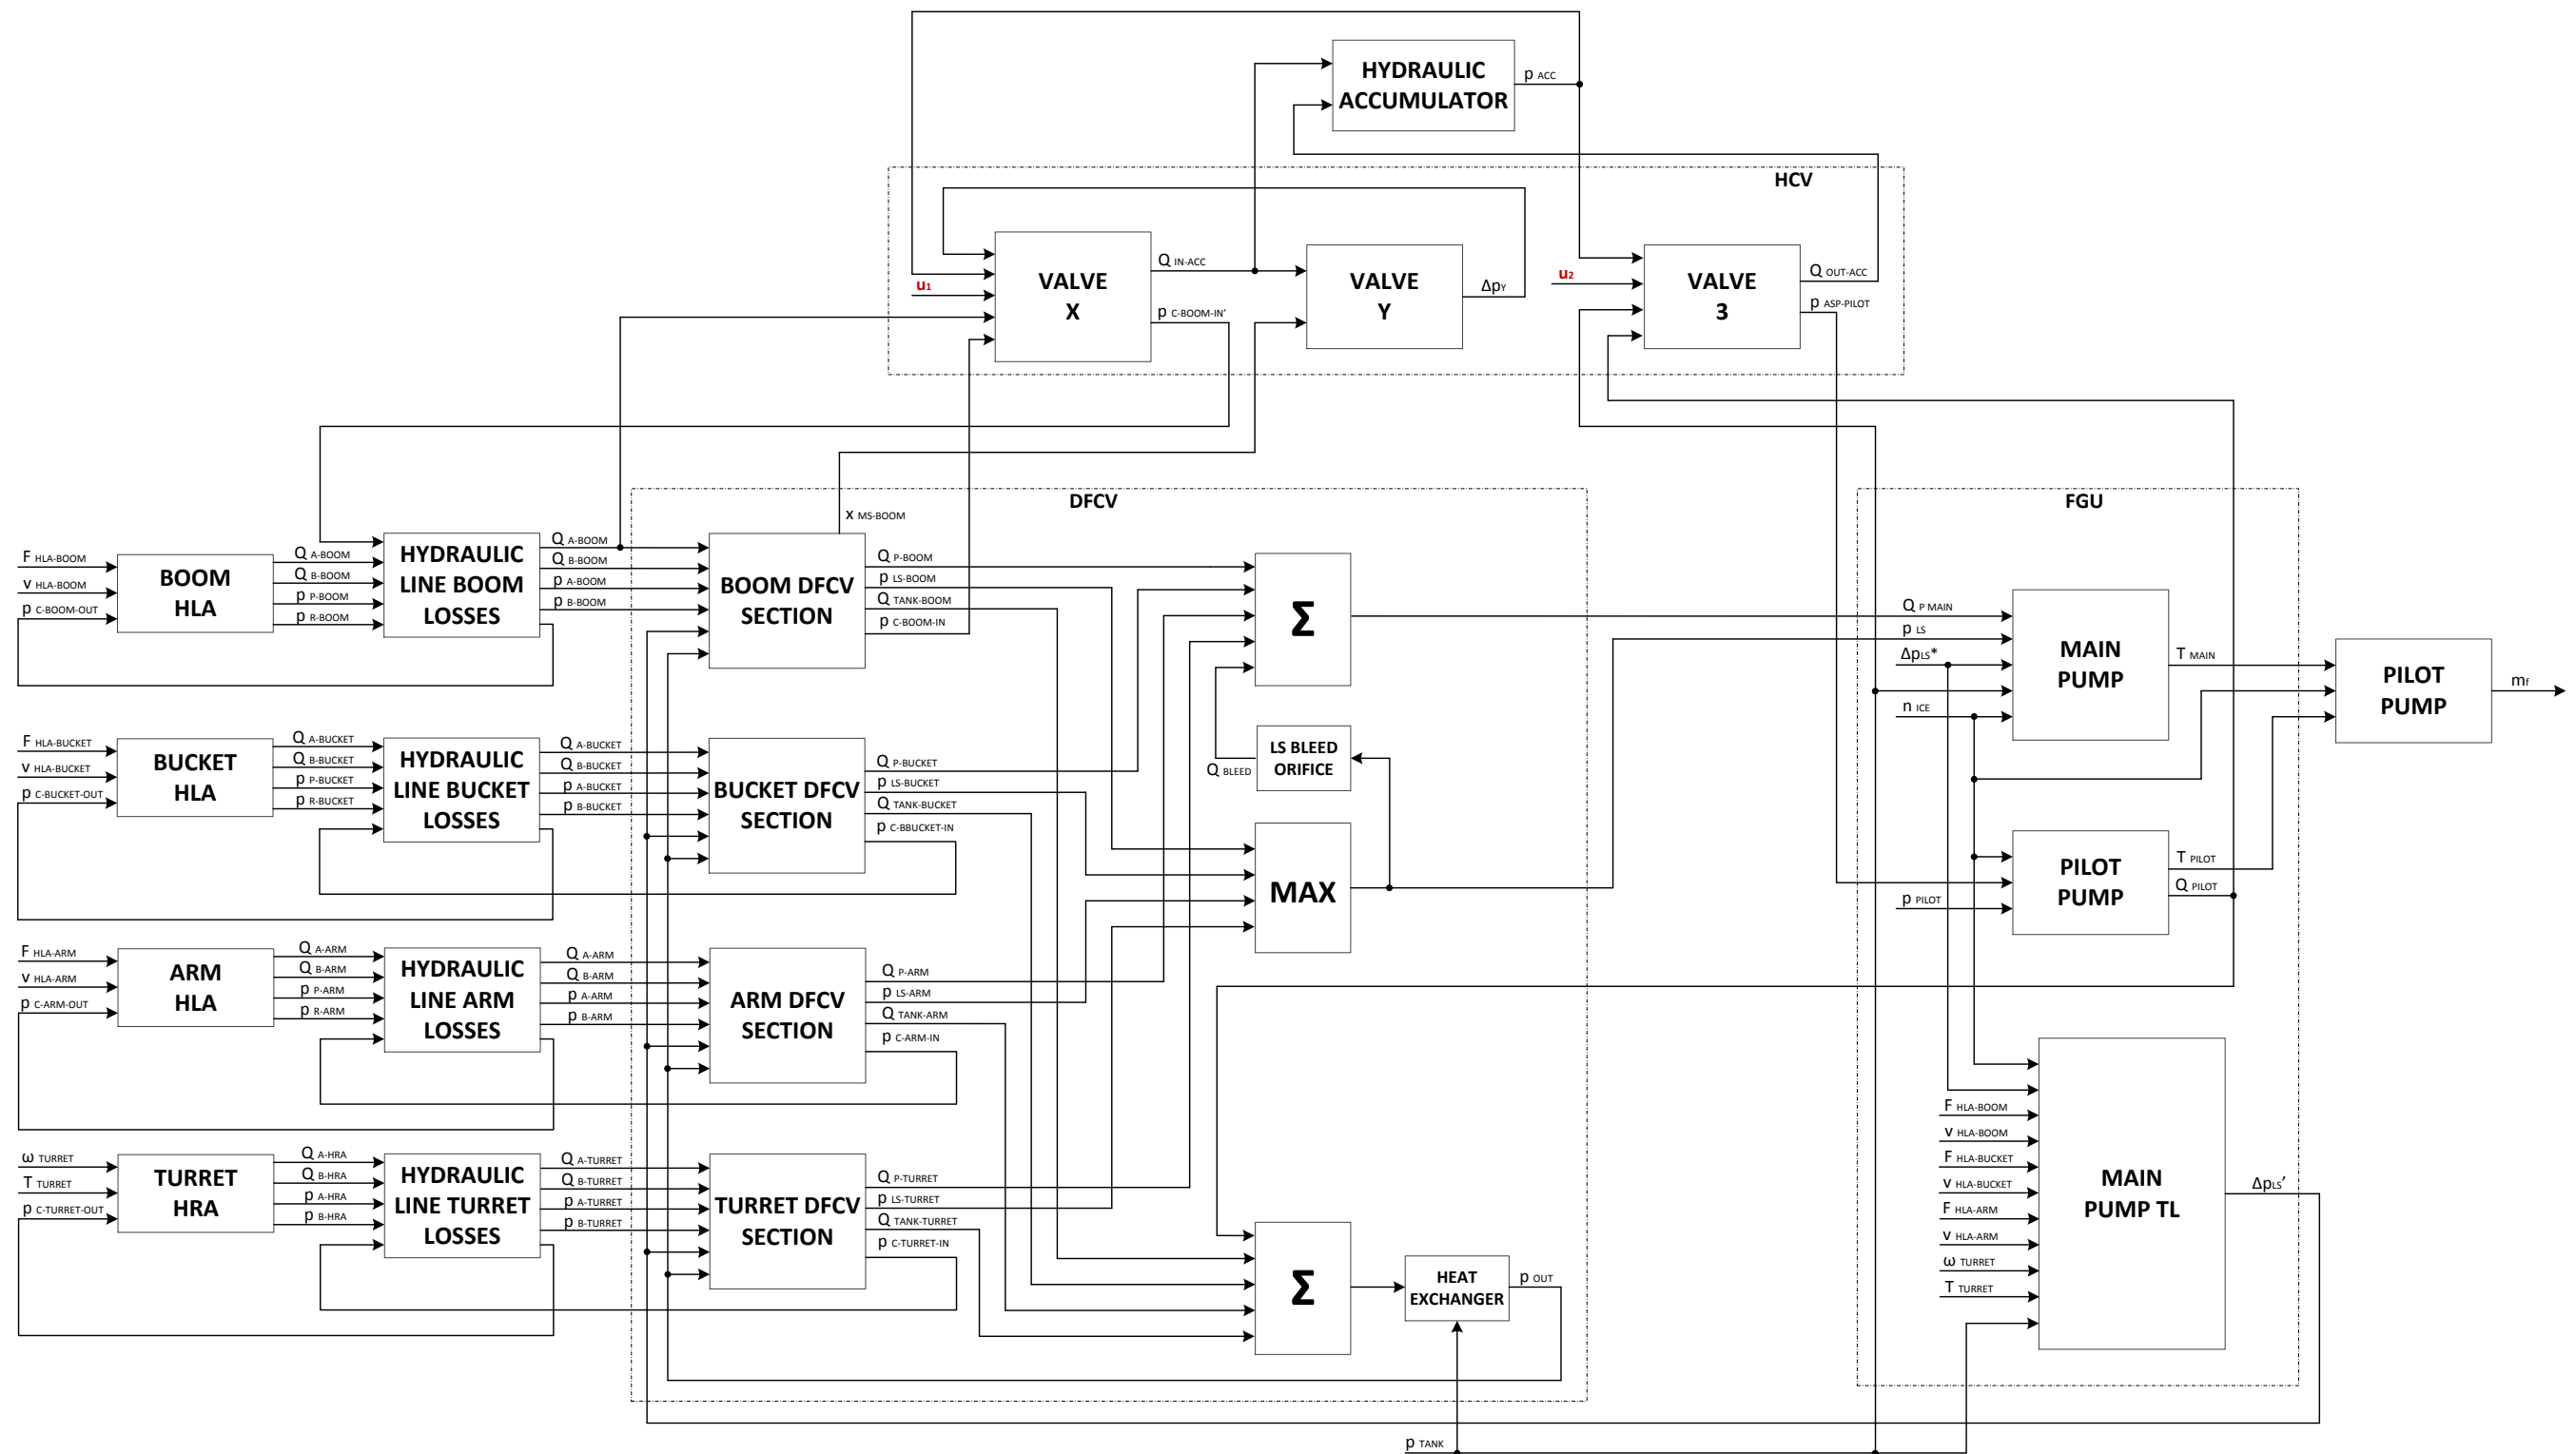 HYDRAULIC
ACCUMULATOR
p ACC
HCV
VALVE
X
u1
Q IN-ACC
p C-BOOM-IN'
VALVE
Y
ΔpY
u2
VALVE
3
Q OUT-ACC
p ASP-PILOT
DFCV
FGU
F HLA-BOOM
v HLA-BOOM
p C-BOOM-OUT
BOOM
HLA
Q A-BOOM
Q B-BOOM
p P-BOOM
p R-BOOM
HYDRAULIC
LINE BOOM
LOSSES
Q A-BOOM
Q B-BOOM
p A-BOOM
p B-BOOM
x MS-BOOM
BOOM DFCV
SECTION
Q P-BOOM
p LS-BOOM
Q TANK-BOOM
p C-BOOM-IN
Σ
F HLA-BUCKET
v HLA-BUCKET
p C-BUCKET-OUT
BUCKET
HLA
Q A-BUCKET
Q B-BUCKET
p P-BUCKET
p R-BUCKET
HYDRAULIC
LINE BUCKET
LOSSES
Q A-BUCKET
Q B-BUCKET
p A-BUCKET
p B-BUCKET
BUCKET DFCV
SECTION
Q P-BUCKET
p LS-BUCKET
Q TANK-BUCKET
p C-BBUCKET-IN
Q BLEED
LS BLEED
ORIFICE
MAX
F HLA-ARM
v HLA-ARM
p C-ARM-OUT
ARM
HLA
Q A-ARM
Q B-ARM
p P-ARM
p R-ARM
HYDRAULIC
LINE ARM
LOSSES
Q A-ARM
Q B-ARM
p A-ARM
p B-ARM
ARM DFCV
SECTION
Q P-ARM
p LS-ARM
Q TANK-ARM
p C-ARM-IN
ω TURRET
T TURRET
p C-TURRET-OUT
TURRET
HRA
Q A-HRA
Q B-HRA
p A-HRA
p B-HRA
HYDRAULIC
LINE TURRET
LOSSES
Q A-TURRET
Q B-TURRET
p A-TURRET
p B-TURRET
TURRET DFCV
SECTION
Q P-TURRET
p LS-TURRET
Q TANK-TURRET
p C-TURRET-IN
Σ
HEAT
EXCHANGER
p OUT
p TANK
Q P MAIN
p LS
ΔpLS*
n ICE
MAIN
PUMP
T MAIN
PILOT
PUMP
mf
p PILOT
PILOT
PUMP
T PILOT
Q PILOT
F HLA-BOOM
v HLA-BOOM
F HLA-BUCKET
v HLA-BUCKET
F HLA-ARM
v HLA-ARM
ω TURRET
T TURRET
MAIN
PUMP TL
ΔpLS'